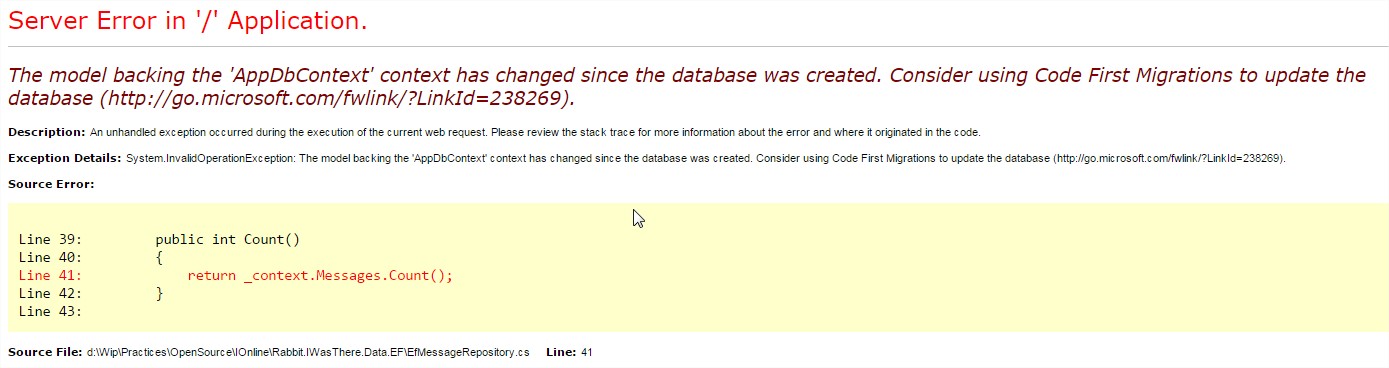 Server Error in '/' Application.
The model backing the 'AppDbContext' context has changed since the database was created. Consider using Code First Migrations to update the
database (http://go.microsoft.com/fwlink/?LinkId=238269).
Description: An unhandled exception occurred during the execution of the current web request. Please review the stack trace for more information about the error and where it originated in the code.
Exception Details: System.InvalidOperationException: The model backing the 'AppDbContext' context has changed since the database was created. Consider using Code First Migrations to update the database (http://go.microsoft.com/fwlink/?LinkId=238269).
Source Error:
Line 39:         public int Count()
Line 40:         {
Line 41:             return _context.Messages.Count();
Line 42:         }
Line 43:
Source File: d:\Wip\Practices\OpenSource\IOnline\Rabbit.IWasThere.Data.EF\EfMessageRepository.cs    Line: 41